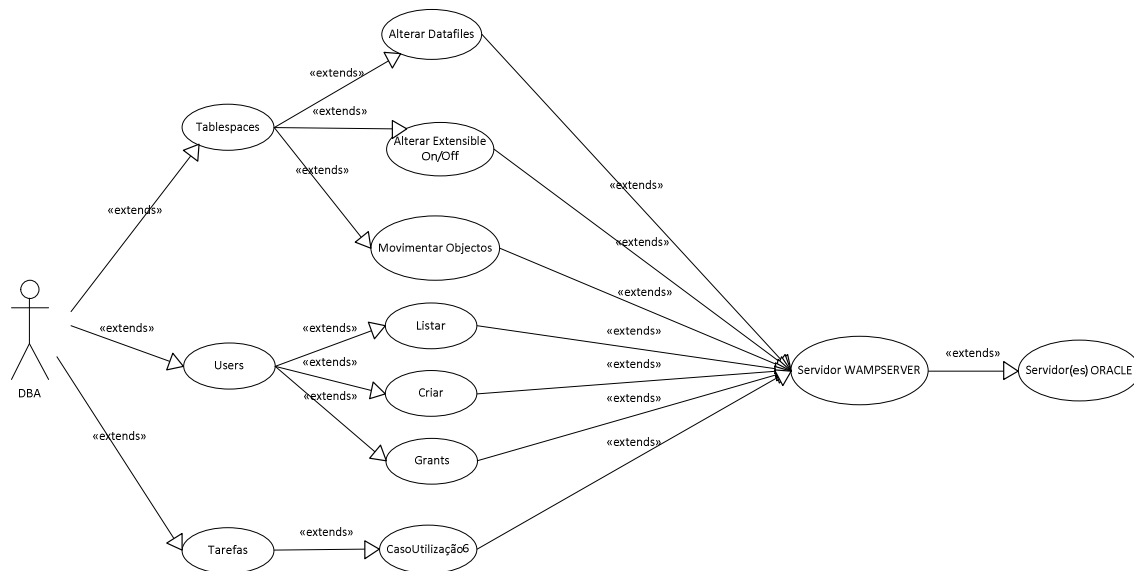 Alterar Datafiles
«extends»
«extends»
Tablespaces
Alterar Extensible
On/Off
«extends»
«extends»
«extends»
«extends»
Movimentar Objectos
«extends»
DBA
«extends»
«extends»
Listar
«extends»
Users
«extends»
«extends»
Servidor WAMPSERVER
«extends»
Servidor(es) ORACLE
Criar
«extends»
«extends»
«extends»
«extends»
Grants
«extends»
Tarefas
CasoUtilização6